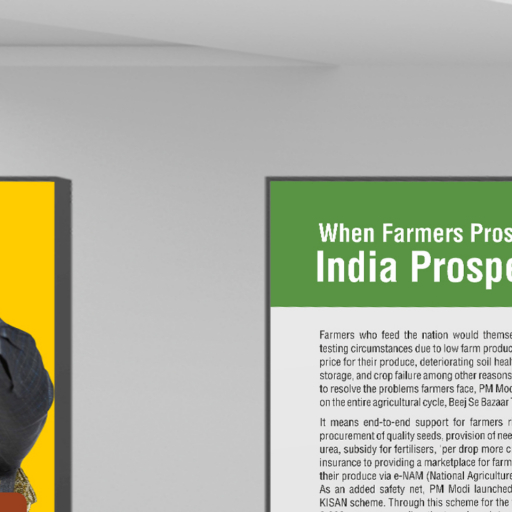 When Farmers Pros
India Prospe
Farmers who feed the nation would themse
testing circumstances due to low farm produc
price for their produce, deteriorating soil heal
storage, and crop failure among other reasons
to resolve the problems farmers face, PM Mod
on the entire agricultural cycle, Beej Se Bazaar
It means end-to-end support for farmers
procurement of quality seeds, provision of nee
urea, subsidy for fertilisers, 'per drop more c
insurance to providing a marketplace for farm
their produce via e-NAM (National Agriculture
As an added safety net, PM Modi launched
KISAN scheme. Through this scheme for the